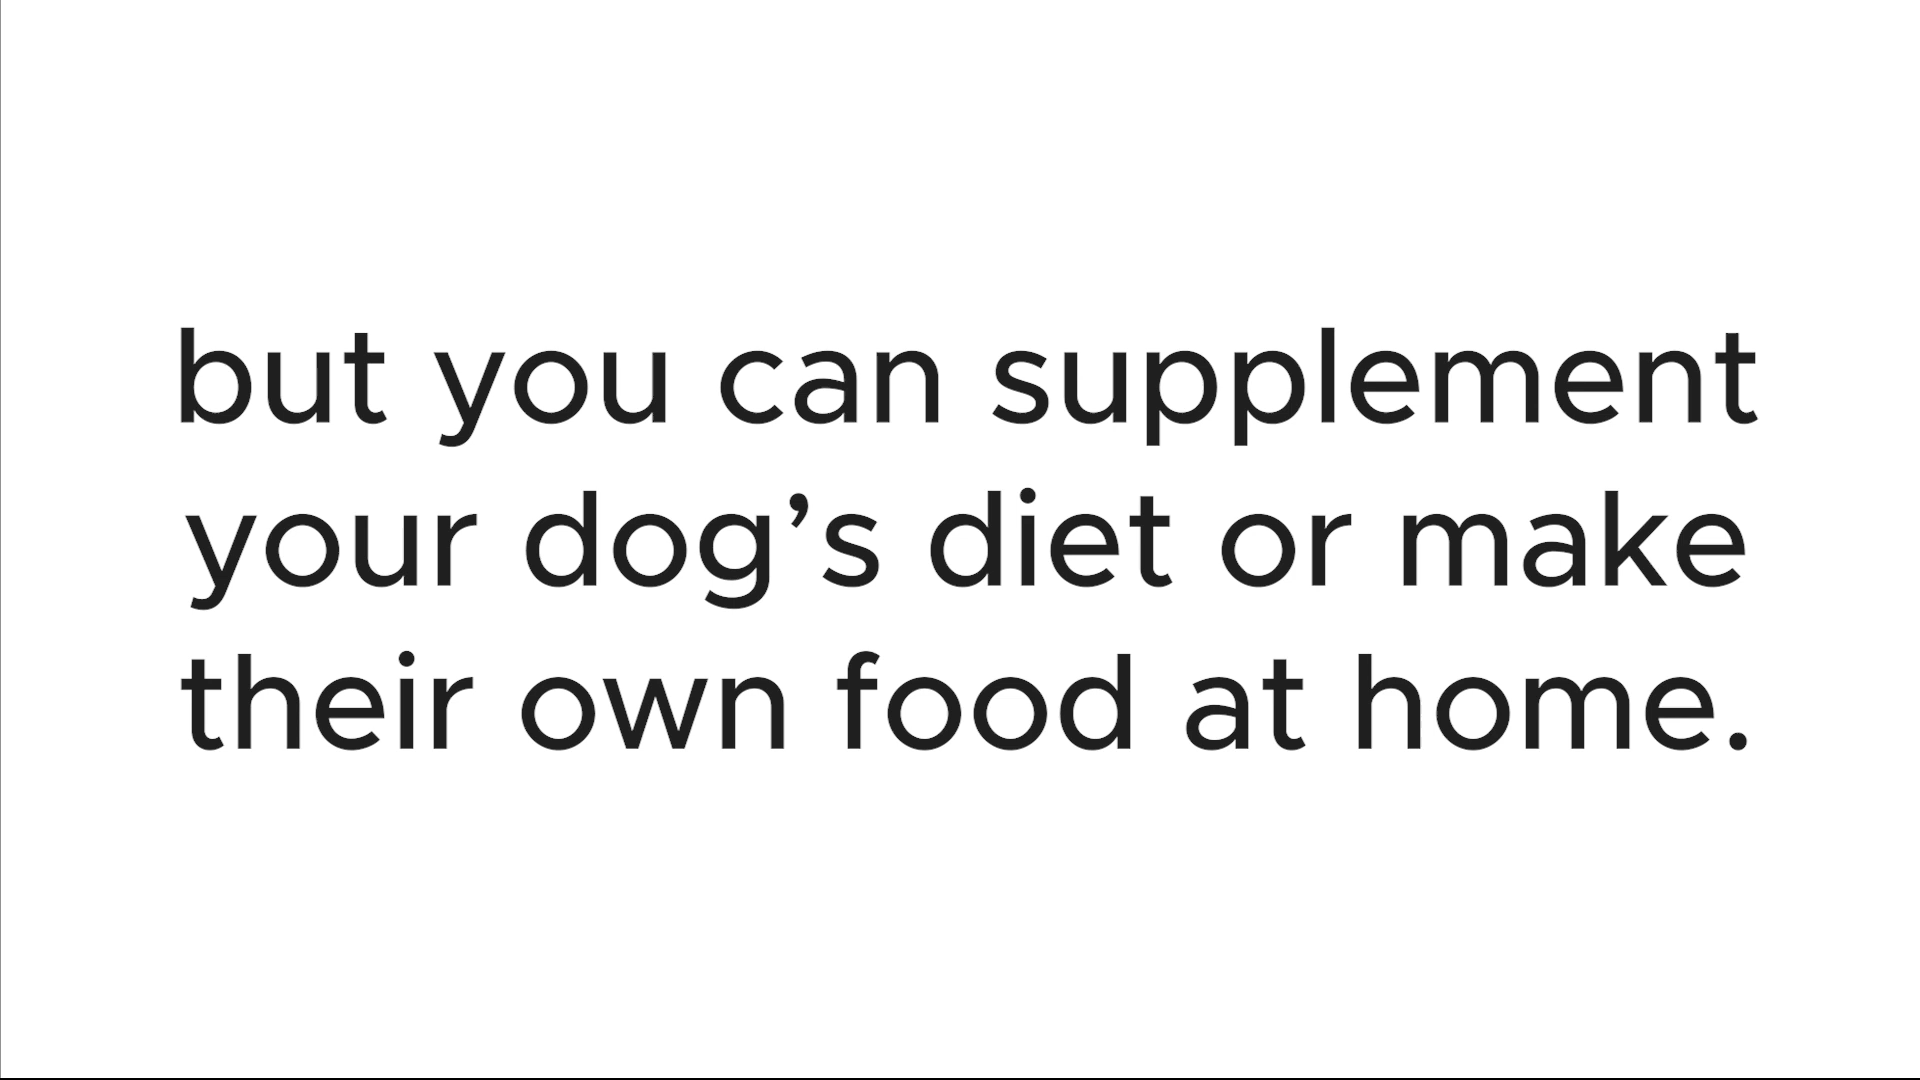 but you can supplement
your dog’s diet or make
their own food at home.